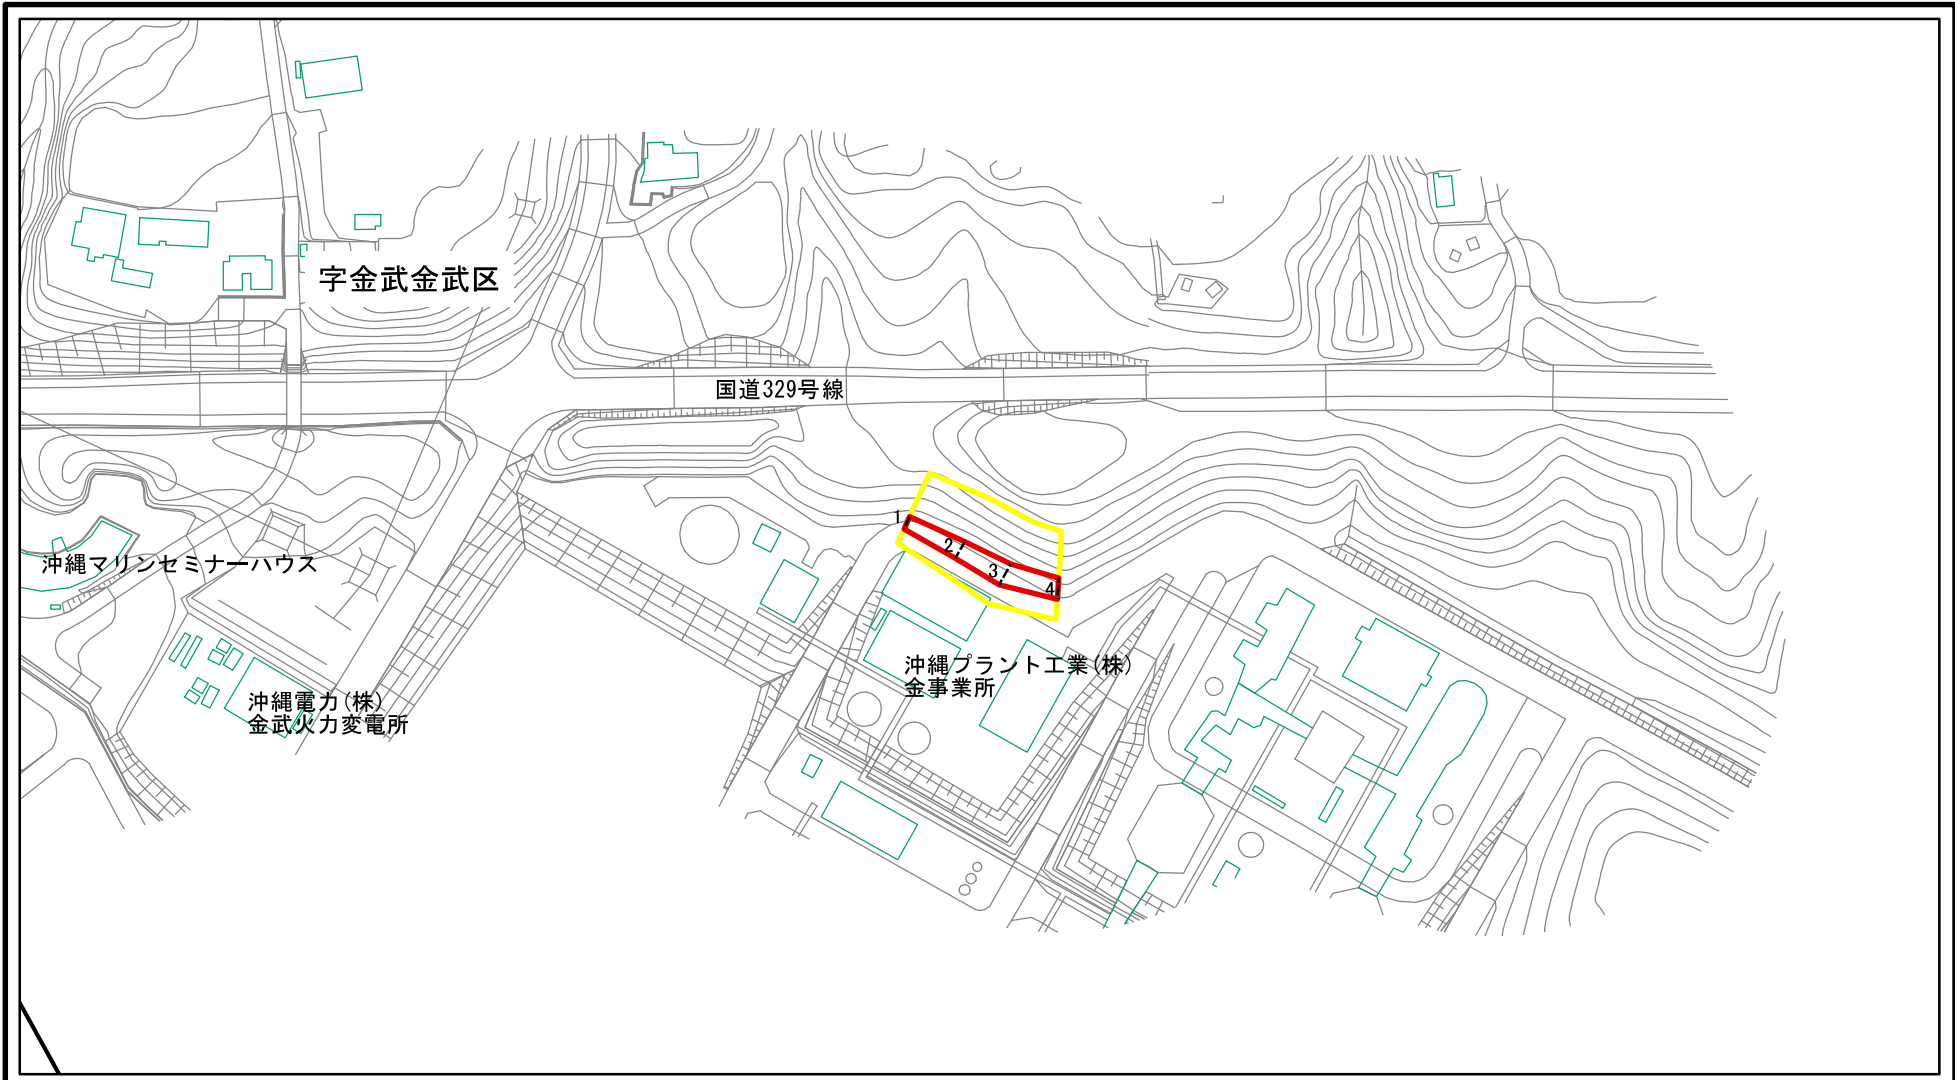 字金武金武区
国道329号線
1
2
3
4
沖縄マリンセミナーハウス
沖縄プラント工業(株)
金事業所
沖縄電力(株)
金武火力変電所